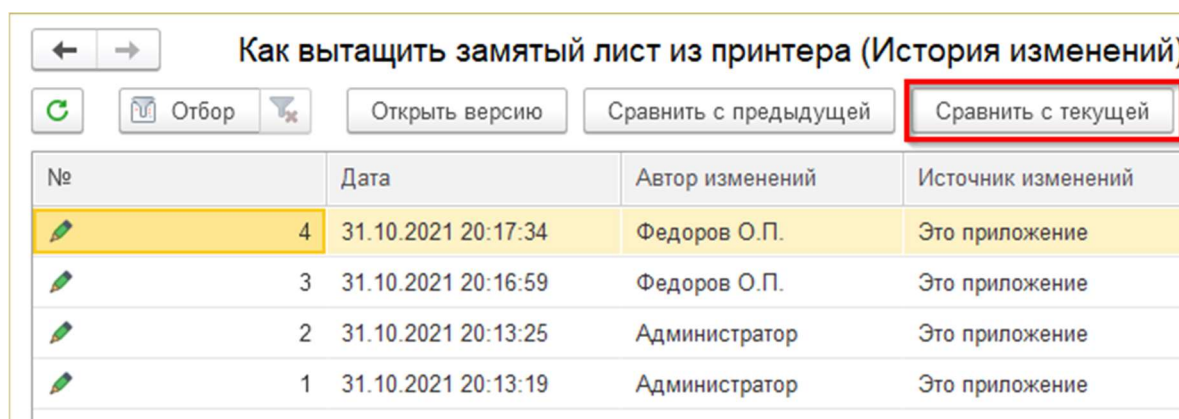 Как вытащить замятый лист из принтера (История изменений)
Отбор Открыть версию Сравнить с предыдущей Сравнить с текущей
№ Дата Автор изменений Источник изменений
4 31.10.2021 20:17:34 Федоров О.П. Это приложение
3 31.10.2021 20:16:59 Федоров О.П. Это приложение
2 31.10.2021 20:13:25 Администратор Это приложение
1 31.10.2021 20:13:19 Администратор Это приложение